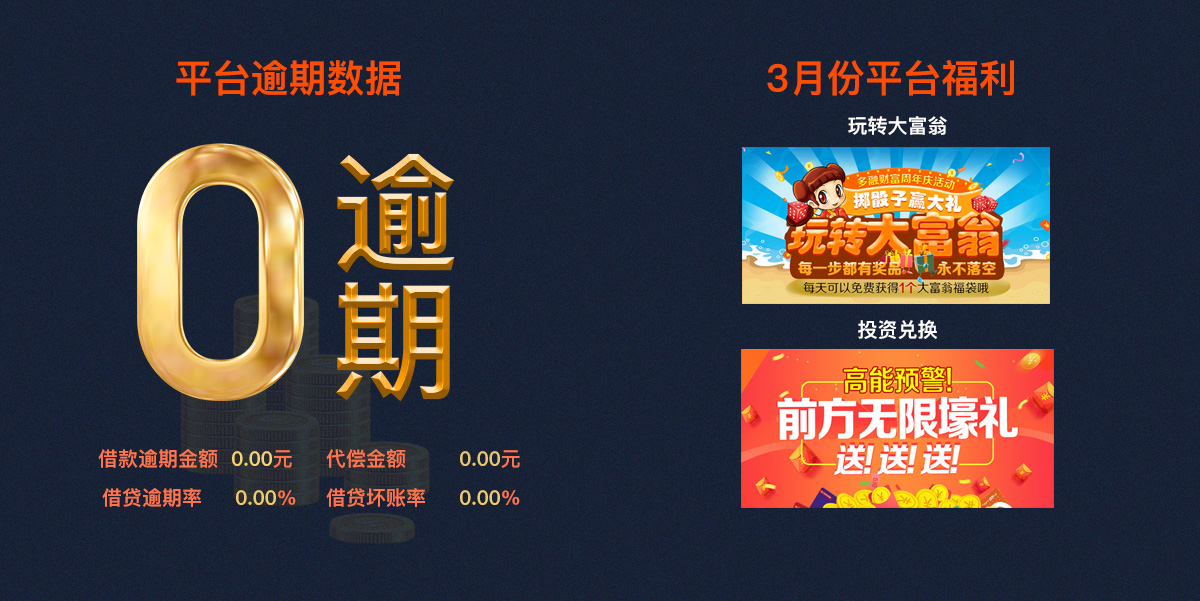 平台逾期数据
0逾期
借款逾期金额 0.00元 代偿金额 0.00元
借贷逾期率 0.00% 借贷坏账率 0.00%
3月份平台福利
玩转大富翁
多融财富周年庆活动
掷骰子赢大礼
玩转大富翁
每一步都有奖品 永不落空
每天可以免费获得1个大富翁福袋哦
投资兑换
高能预警!
前方无限壕礼
送!送!送!